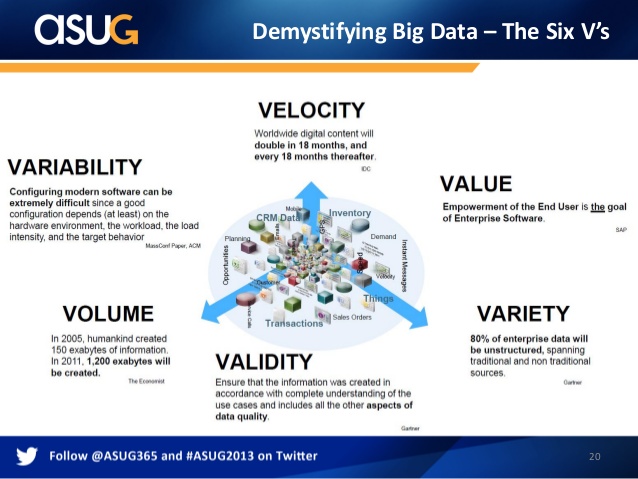 asuG
Demystifying Big Data – The Six V’s
VELOCITY
Worldwide digital content will
double in 18 months, and
every 18 months thereafter.
IDC
VARIABILITY
Configuring modern software can be
extremely difficult since a good
configuration depends (at least) on the
hardware environment, the workload, the load
intensity, and the target behavior
MassConf Paper, ACM
VALUE
Empowerment of the End User is the goal
of Enterprise Software.
SAP
Mobile
CRM Data
Emails
GPS
Inventory
Planning
Demand
Opportunities
Speed
Instant Messages
Customer
Velocity
Things
Service Calls
Transactions
Sales Orders
VOLUME
In 2005, humankind created
150 exabytes of information.
In 2011, 1,200 exabytes will
be created.
The Economist
VALIDITY
Ensure that the information was created in
accordance with complete understanding of the
use cases and includes all the other aspects of
data quality.
Gartner
VARIETY
80% of enterprise data will
be unstructured, spanning
traditional and non traditional
sources.
Gartner
Follow @ASUG365 and #ASUG2013 on Twitter
20